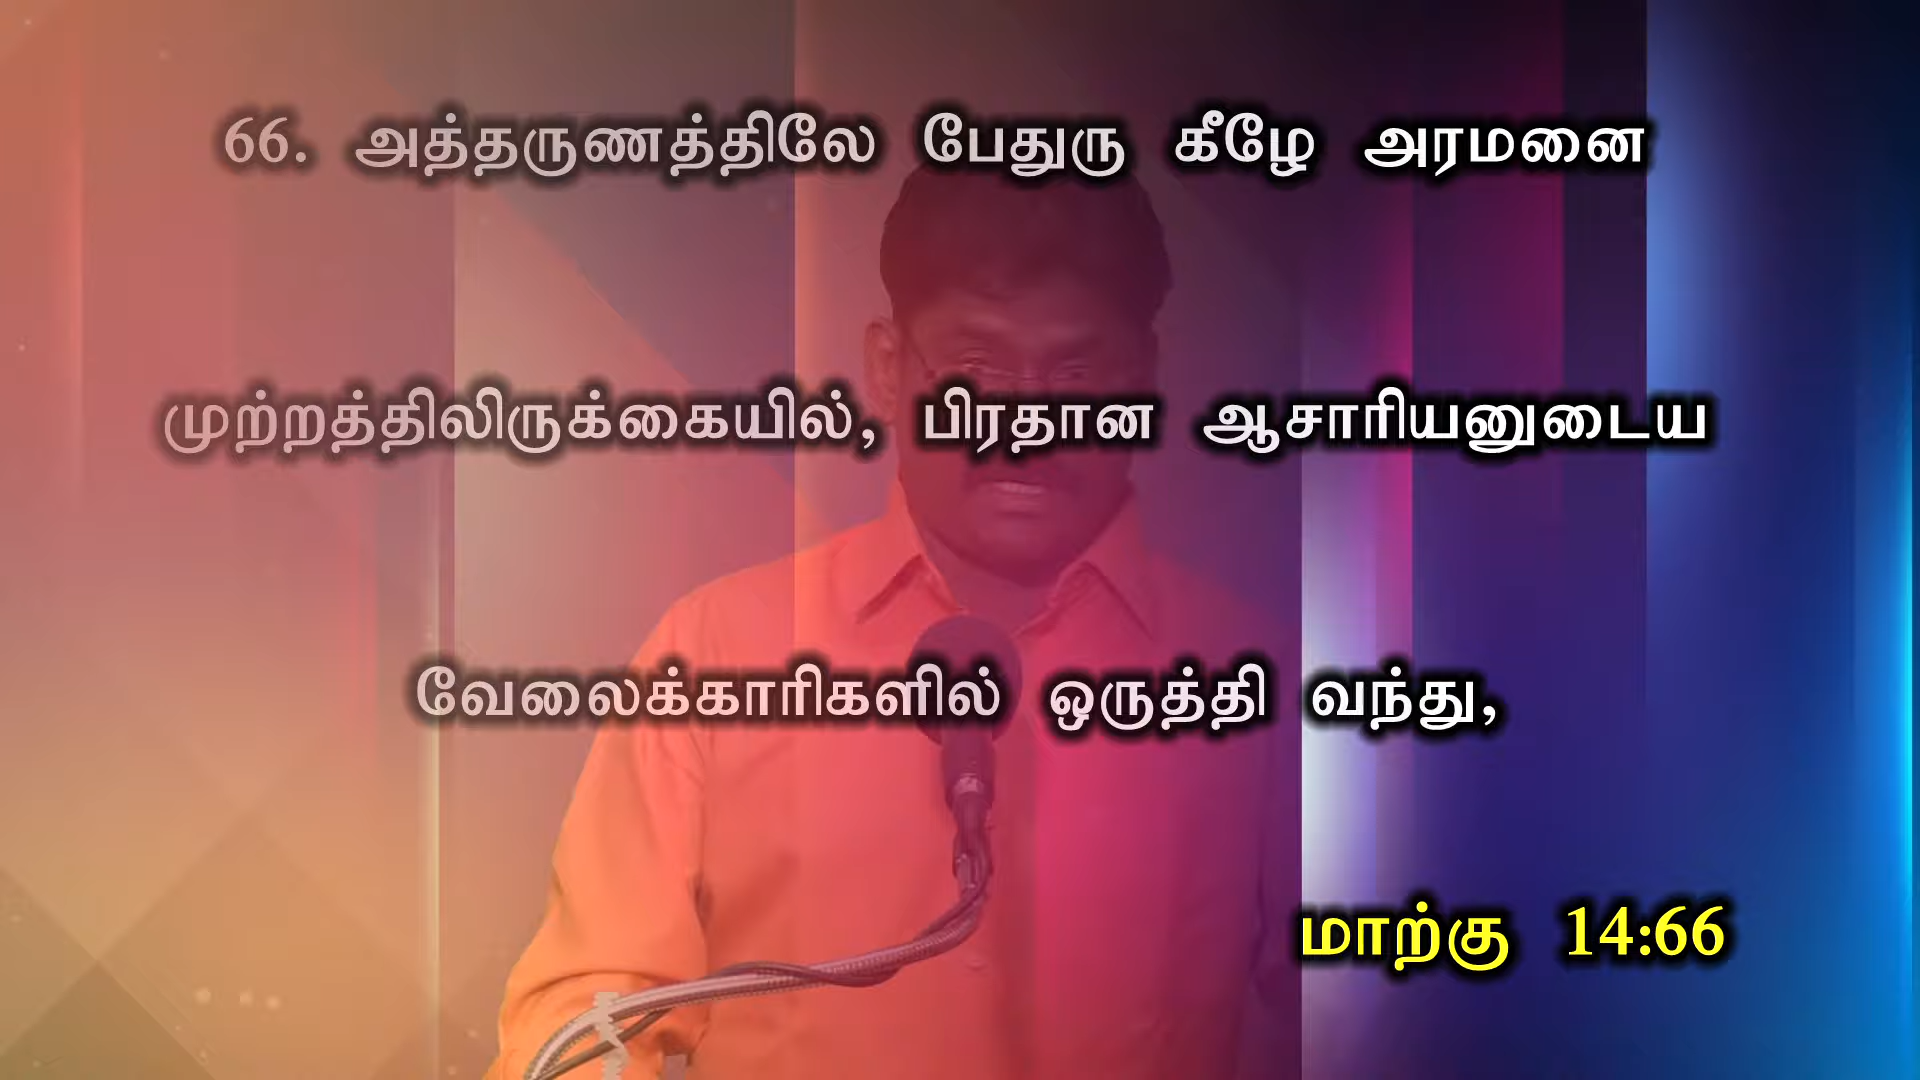 66. அத்தருணத்திலே பேதுரு கீழே அரமனை
முற்றத்திலிருக்கையில், பிரதான ஆசாரியனுடைய
வேலைக்காரிகளில் ஒருத்தி வந்து,
மாற்கு 14:66